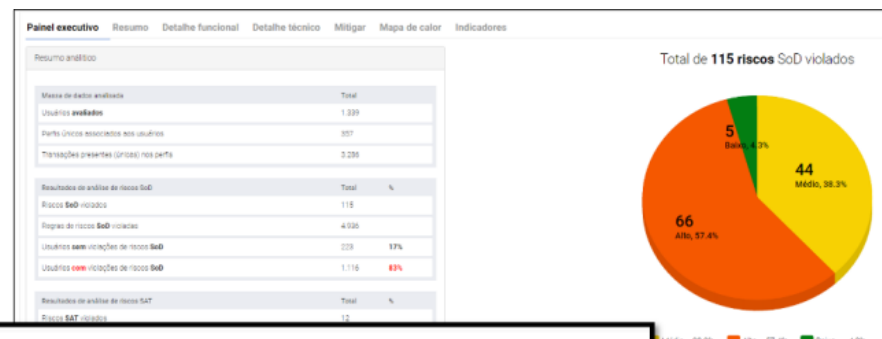 Painel executivo Resumo Detalhe funcional Detalhe técnico Mitigar Mapa de calor Indicadores
Resumo analítico
Massa de dados analisada Total
Usuários avaliados 1.339
Perfis únicos associados aos usuários 357
Transações presentes (únicas) nos perfis
Resultados de análise de riscos SoD Total %
Riscos SoD violados 115
Regras de riscos SoD violadas 4.936
Usuários sem violações de riscos SoD 223 17%
Usuários com violações de riscos SoD 1.116 83%
Resultados de análise de riscos SAT Total %
Riscos SAT violados 12
Total de 115 riscos SoD violados
5
Baixo, 4.3%
44
Médio, 38.3%
66
Alto, 57.4%